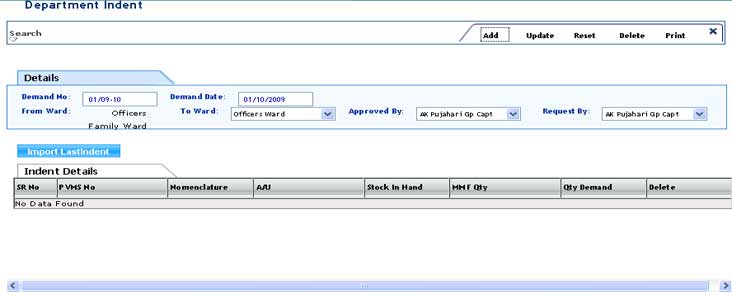 Department Indent
Search Add Update Reset Delete Print
Details
Demand No: 01/09-10 Demand Date: 01/10/2009
From Ward: Officers Family Ward To Ward: Officers Ward Approved By: AK Pujahari Gp Capt Request By: AK Pujahari Gp Capt
Import LastIndent
Indent Details
SR No PVMS No Nomenclature A/U Stock In Hand MMF Qty Qty Demand Delete
No Data Found